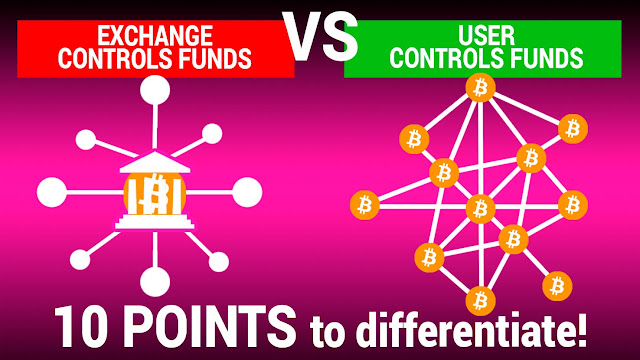 EXCHANGE
CONTROLS FUNDS
VS
USER
CONTROLS FUNDS
10 POINTS to differentiate!